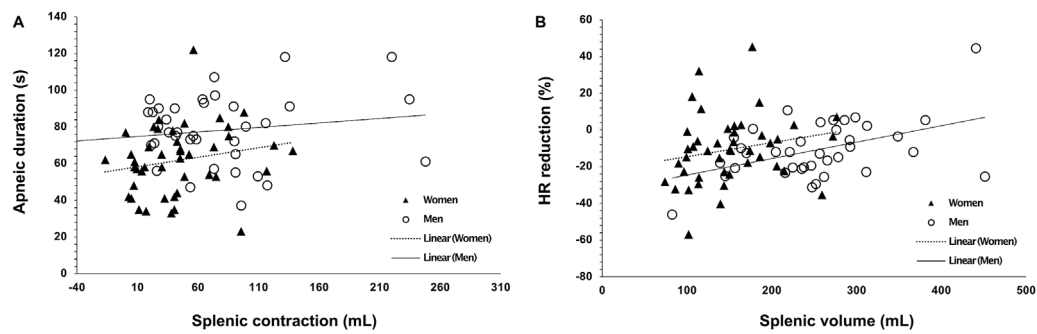 A
Apneic duration (s)
140
120
100
80
60
40
20
0
-40 10 60 110 160 210 260 310
Splenic contraction (mL)
Women
Men
Linear (Women)
Linear (Men)
B
HR reduction (%)
60
40
20
0
-20
-40
-60
-80
0 100 200 300 400 500
Splenic volume (mL)
Women
Men
Linear (Women)
Linear (Men)